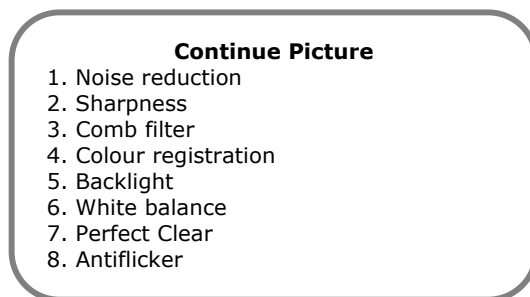 Continue Picture
1. Noise reduction
2. Sharpness
3. Comb filter
4. Colour registration
5. Backlight
6. White balance
7. Perfect Clear
8. Antiflicker